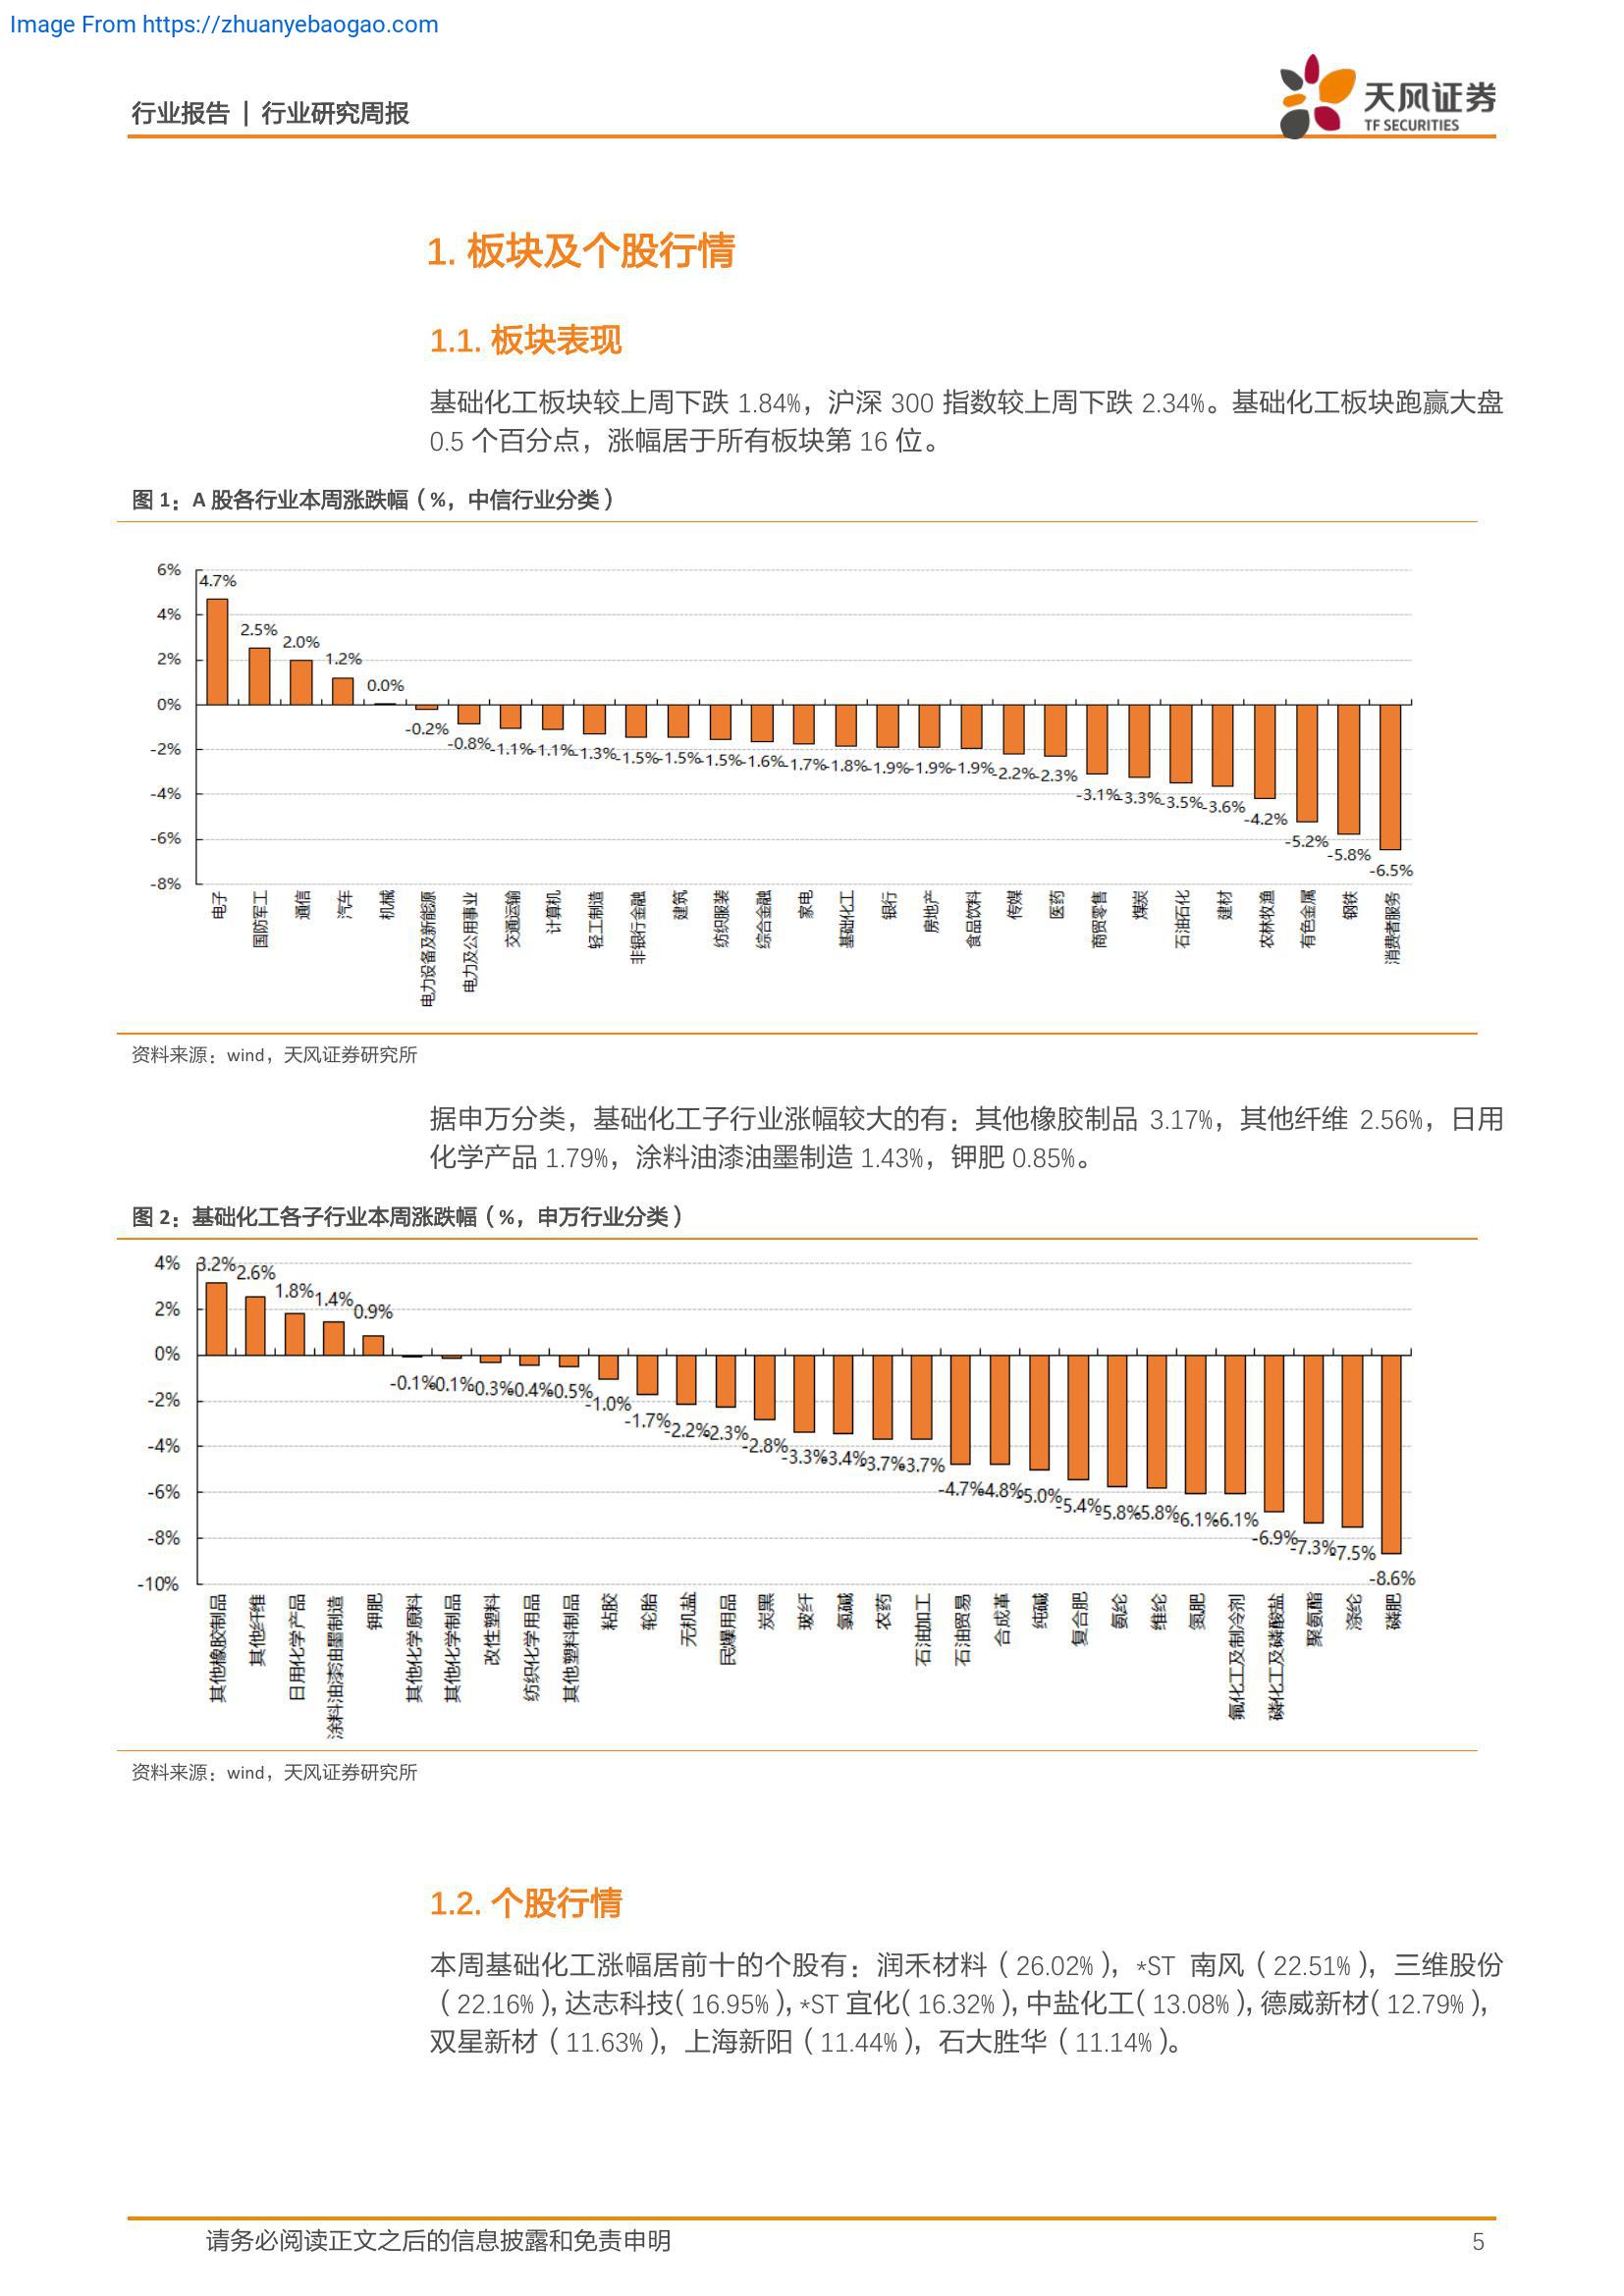 Image From https://zhuanyebaogao.com
行业报告 | 行业研究周报
天风证券
TF SECURITIES
1. 板块及个股行情
1.1. 板块表现
基础化工板块较上周下跌 1.84%，沪深 300 指数较上周下跌 2.34%。基础化工板块跑赢大盘
0.5 个百分点，涨幅居于所有板块第 16 位。
图 1：A 股各行业本周涨跌幅（%，中信行业分类）
6%
4%
2%
0%
-2%
-4%
-6%
-8%
4.7%
2.5%
2.0%
1.2%
0.0%
-0.2%
-0.8%
-1.1%
-1.1%
-1.3%
-1.5%
-1.5%
-1.5%
-1.6%
-1.7%
-1.8%
-1.9%
-1.9%
-1.9%
-2.2%
-2.3%
-3.1%
-3.3%
-3.5%
-3.6%
-4.2%
-5.2%
-5.8%
-6.5%
电子
国防军工
通信
汽车
机械
电力设备及新能源
电力及公用事业
交通运输
计算机
轻工制造
非银行金融
建筑
纺织服装
综合金融
家电
基础化工
银行
房地产
食品饮料
传媒
医药
商贸零售
煤炭
石油石化
建材
农林牧渔
有色金属
钢铁
消费者服务
资料来源：wind，天风证券研究所
据申万分类，基础化工子行业涨幅较大的有：其他橡胶制品 3.17%，其他纤维 2.56%，日用
化学产品 1.79%，涂料油漆油墨制造 1.43%，钾肥 0.85%。
图 2：基础化工各子行业本周涨跌幅（%，申万行业分类）
4%
2%
0%
-2%
-4%
-6%
-8%
-10%
3.2%
2.6%
1.8%
1.4%
0.9%
-0.1%
-0.1%
-0.3%
-0.4%
-0.5%
-1.0%
-1.7%
-2.2%
-2.3%
-2.8%
-3.3%
-3.4%
-3.7%
-3.7%
-4.7%
-4.8%
-5.0%
-5.4%
-5.8%
-5.8%
-6.1%
-6.1%
-6.9%
-7.3%
-7.5%
-8.6%
其他橡胶制品
其他纤维
日用化学产品
涂料油漆油墨制造
钾肥
其他化学原料
其他化学制品
改性塑料
纺织化学用品
其他塑料制品
粘胶
轮胎
无机盐
民爆用品
炭黑
玻纤
氯碱
农药
石油加工
石油贸易
合成革
纯碱
复合肥
氨纶
维纶
氮肥
氟化工及制冷剂
磷化工及磷酸盐
聚氨酯
涤纶
磷肥
资料来源：wind，天风证券研究所
1.2. 个股行情
本周基础化工涨幅居前十的个股有：润禾材料（26.02%），*ST 南风（22.51%），三维股份
（22.16%），达志科技（16.95%），*ST 宜化（16.32%），中盐化工（13.08%），德威新材（12.79%），
双星新材（11.63%），上海新阳（11.44%），石大胜华（11.14%）。
请务必阅读正文之后的信息披露和免责申明
5